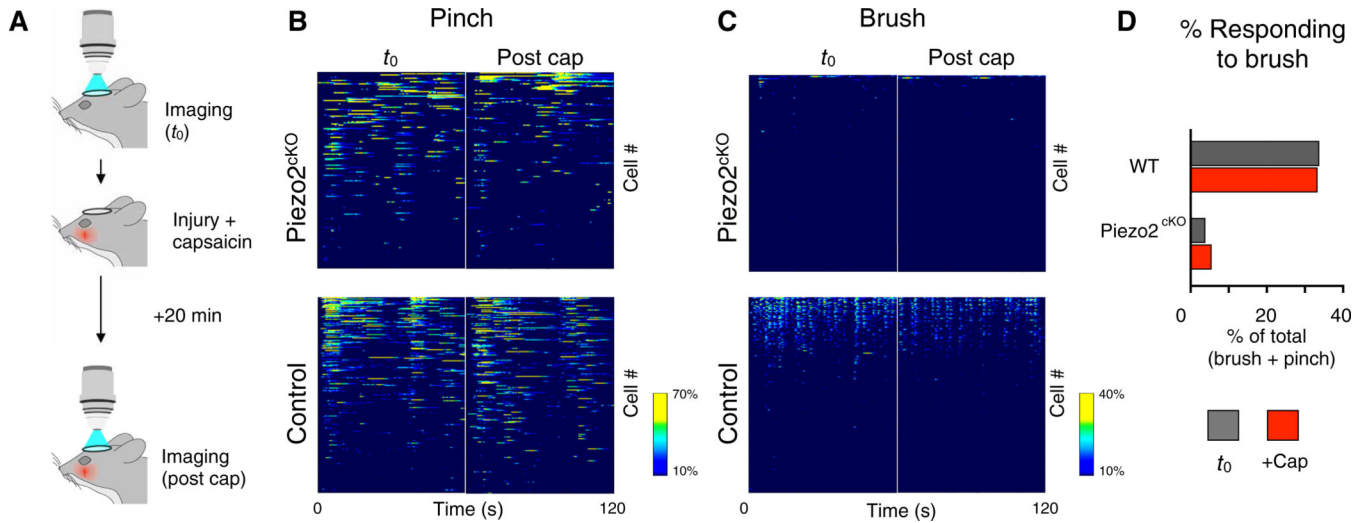 A
Imaging
(t0)
Injury +
capsaicin
+20 min
Imaging
(post cap)
B
Pinch
t0
Post cap
Piezo2cKO
Cell #
Control
Cell #
70%
10%
0
Time (s)
120
C
Brush
t0
Post cap
Piezo2cKO
Cell #
Control
Cell #
40%
10%
0
Time (s)
120
D
% Responding
to brush
WT
Piezo2cKO
0
20
40
% of total
(brush + pinch)
t0
+Cap